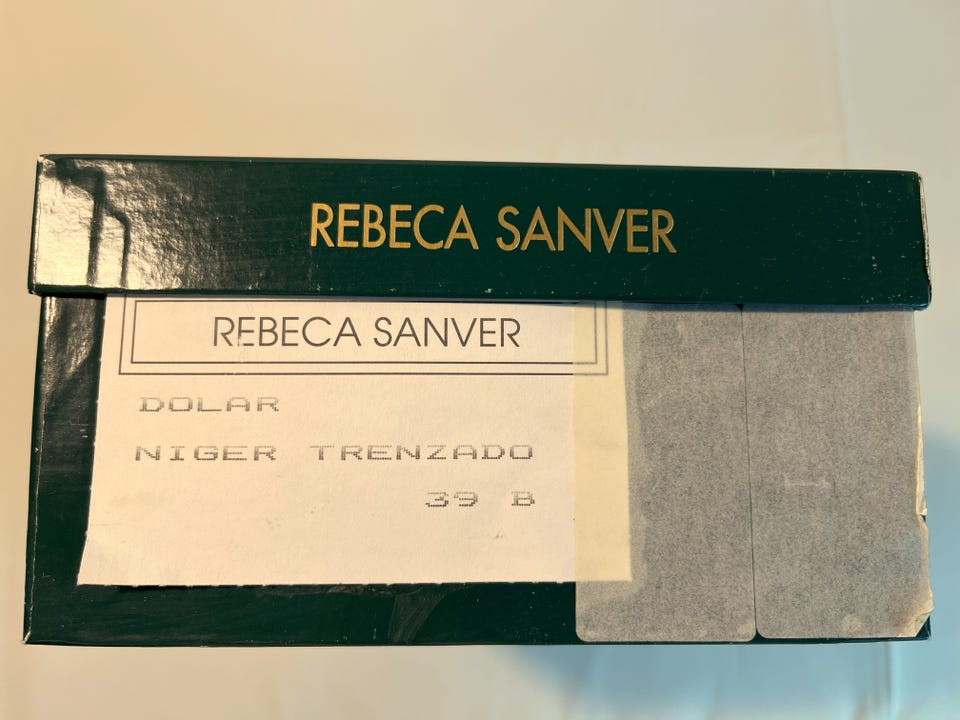 REBECA SANVER
REBECA SANVER
DOLAR
NIGER TRENZADO
39 B